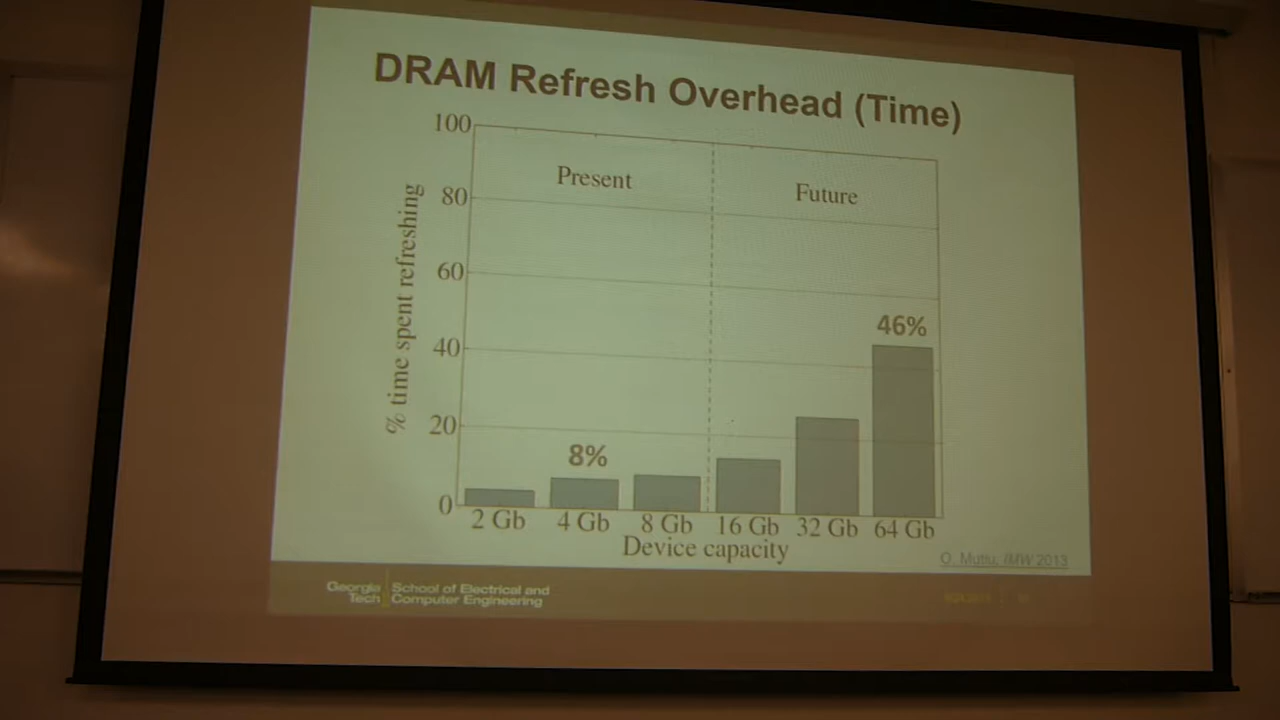 DRAM Refresh Overhead (Time)
100
80
60
40
20
0
% time spent refreshing
Present
Future
8%
46%
2 Gb 4 Gb 8 Gb 16 Gb 32 Gb 64 Gb
Device capacity
O. Mutlu, IMW 2013
Georgia Tech
School of Electrical and
Computer Engineering